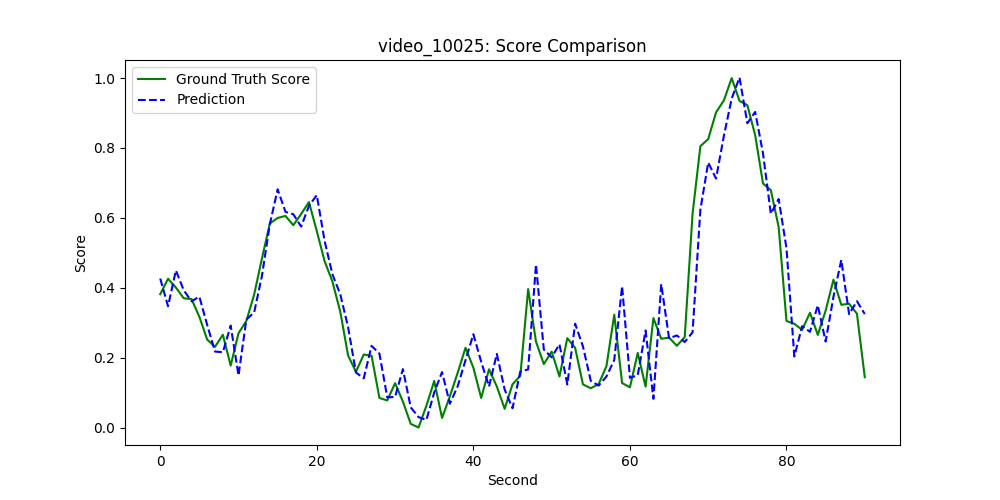 video_10025: Score Comparison
Ground Truth Score
Prediction
1.0
0.8
0.6
0.4
0.2
0.0
Score
0 20 40 60 80
Second